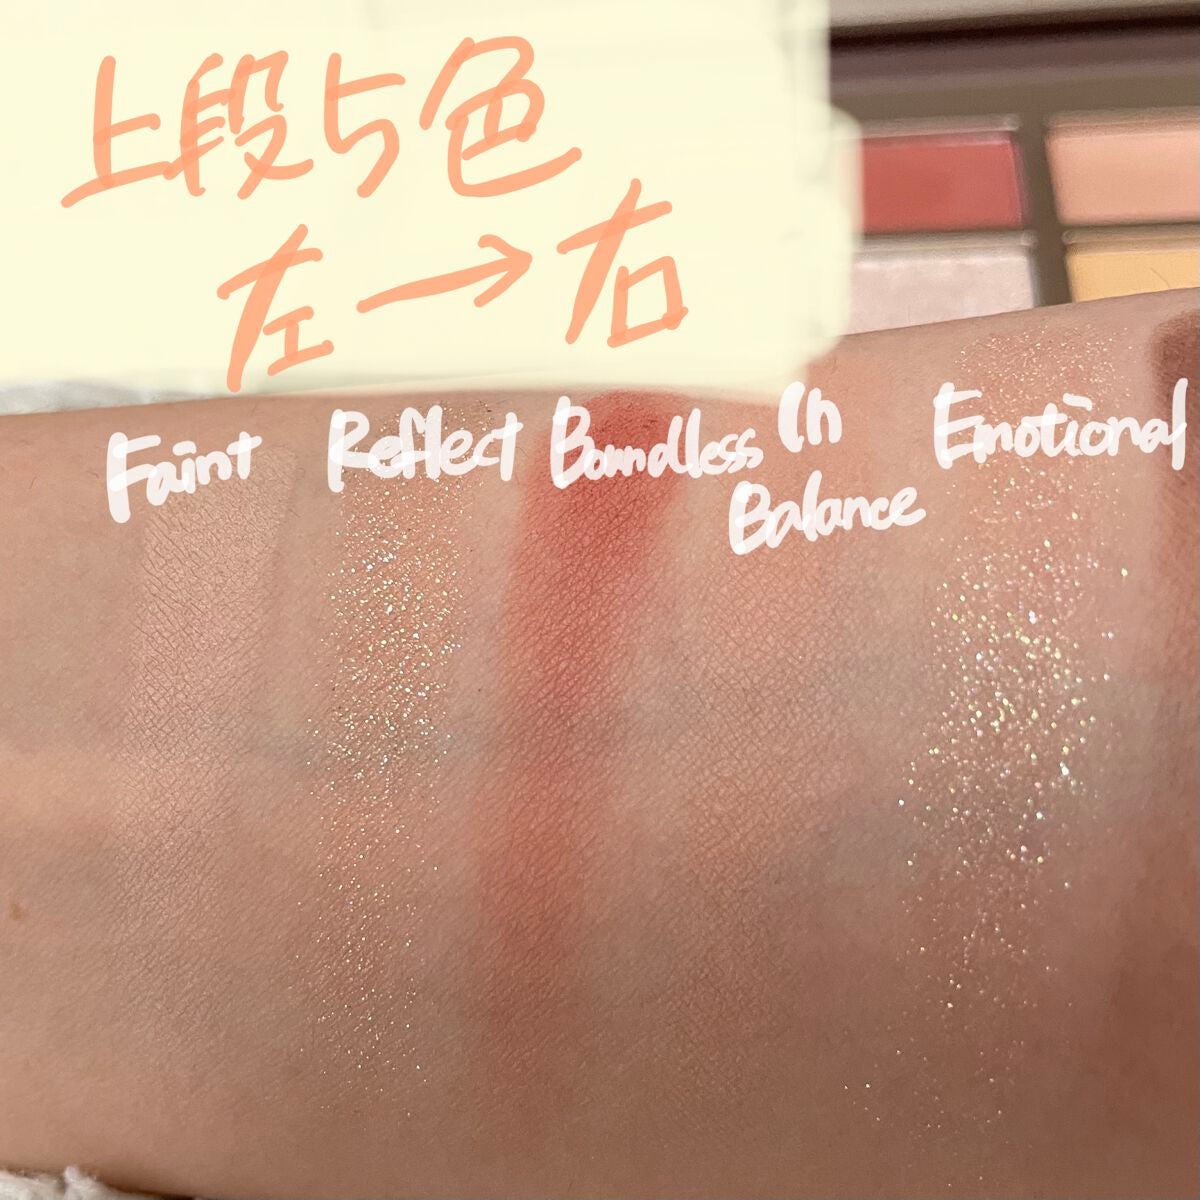 上段5色
左→右
Faint
Reflect
Boundless
In
Balance
Emotional